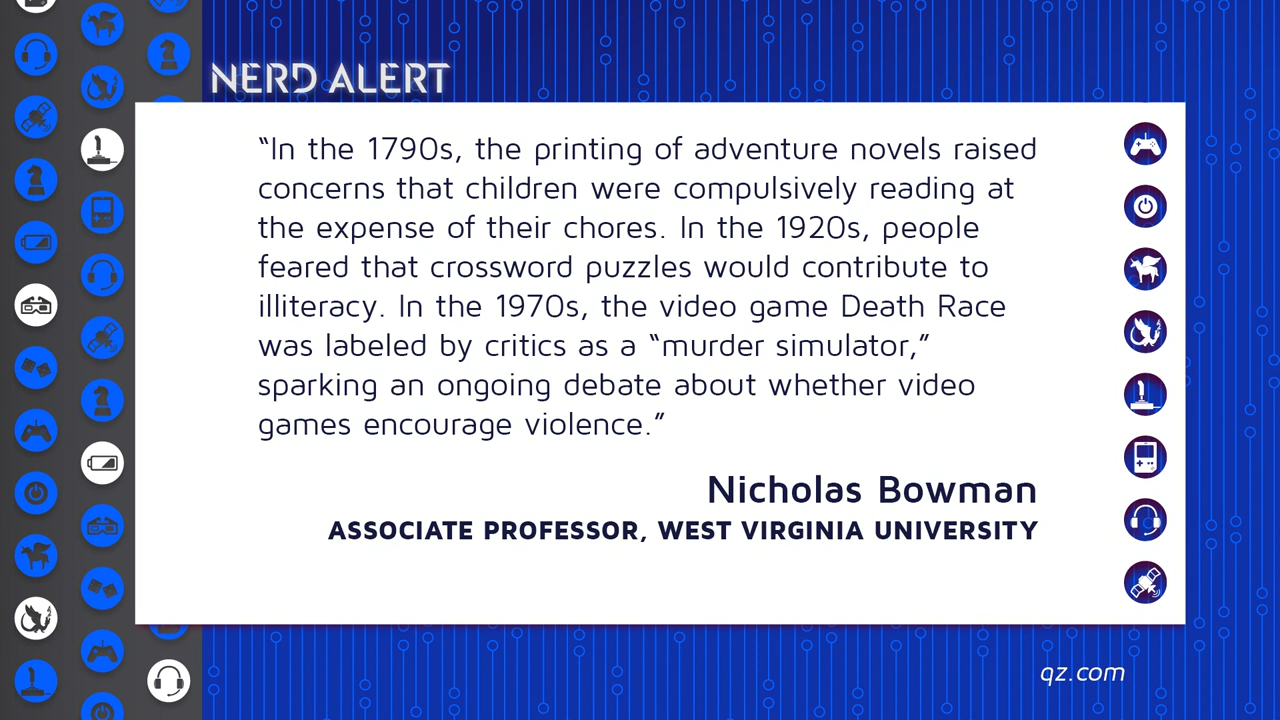 NERD ALERT
“In the 1790s, the printing of adventure novels raised
concerns that children were compulsively reading at
the expense of their chores. In the 1920s, people
feared that crossword puzzles would contribute to
illiteracy. In the 1970s, the video game Death Race
was labeled by critics as a “murder simulator,”
sparking an ongoing debate about whether video
games encourage violence.”
Nicholas Bowman
ASSOCIATE PROFESSOR, WEST VIRGINIA UNIVERSITY
qz.com